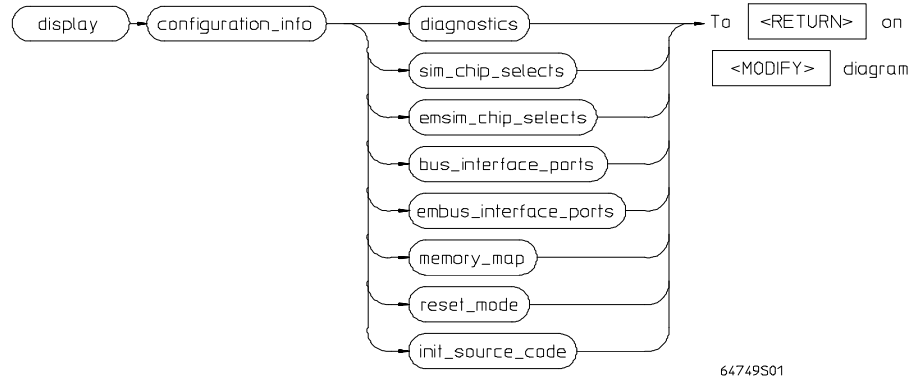 display configuration_info diagnostics To <RETURN> on
sim_chip_selects <MODIFY> diagram
emsim_chip_selects
bus_interface_ports
embus_interface_ports
memory_map
reset_mode
init_source_code
64749S01